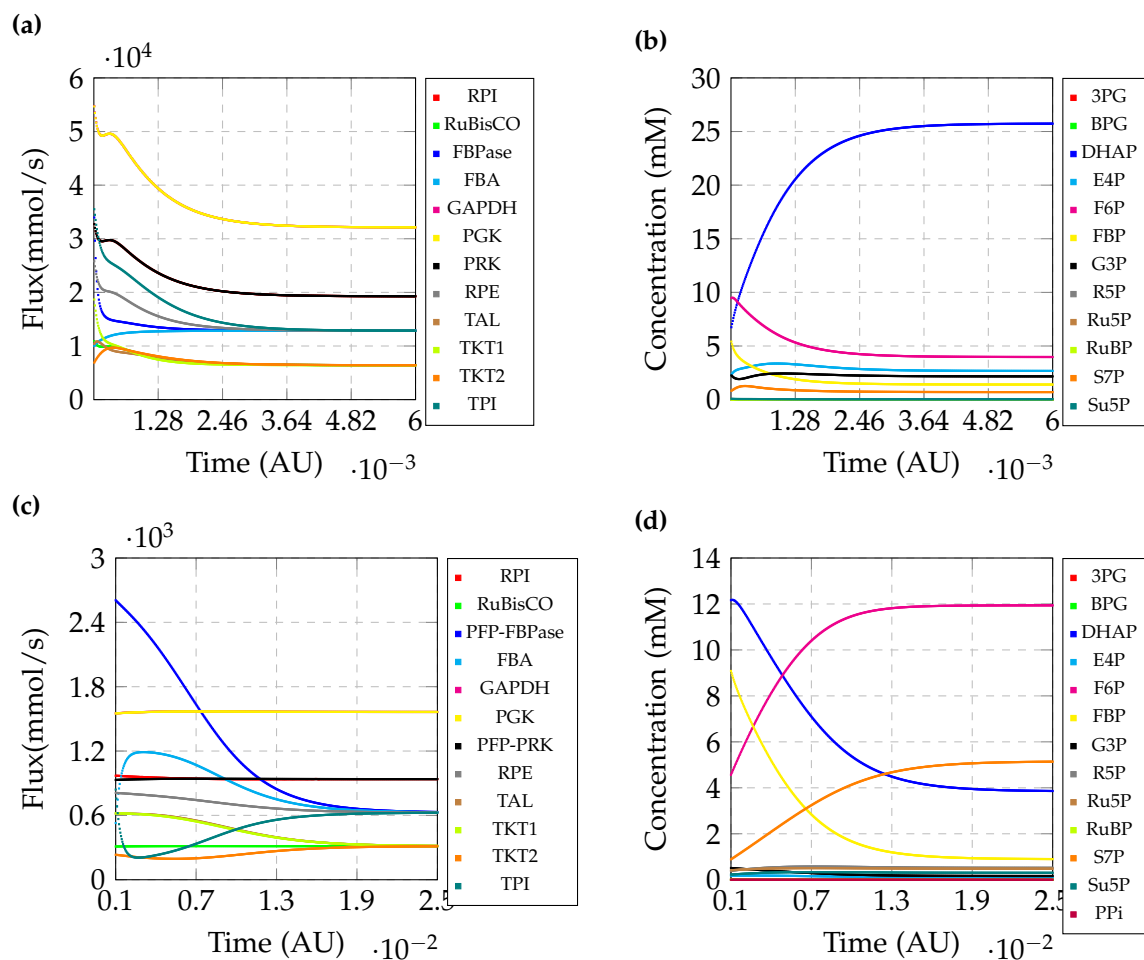 (a)
·10^4
Flux(mmol/s)
6
5
4
3
2
1
0
1.28 2.46 3.64 4.82 6
Time (AU) ·10^−3
RPI
RuBisCO
FBPase
FBA
GAPDH
PGK
PRK
RPE
TAL
TKT1
TKT2
TPI
(b)
Concentration (mM)
30
25
20
15
10
5
0
1.28 2.46 3.64 4.82 6
Time (AU) ·10^−3
3PG
BPG
DHAP
E4P
F6P
FBP
G3P
R5P
Ru5P
RuBP
S7P
Su5P
(c)
·10^3
Flux(mmol/s)
3
2.4
1.8
1.2
0.6
0
0.1 0.7 1.3 1.9 2.5
Time (AU) ·10^−2
RPI
RuBisCO
PFP-FBPase
FBA
GAPDH
PGK
PFP-PRK
RPE
TAL
TKT1
TKT2
TPI
(d)
Concentration (mM)
14
12
10
8
6
4
2
0
0.1 0.7 1.3 1.9 2.5
Time (AU) ·10^−2
3PG
BPG
DHAP
E4P
F6P
FBP
G3P
R5P
Ru5P
RuBP
S7P
Su5P
PPi